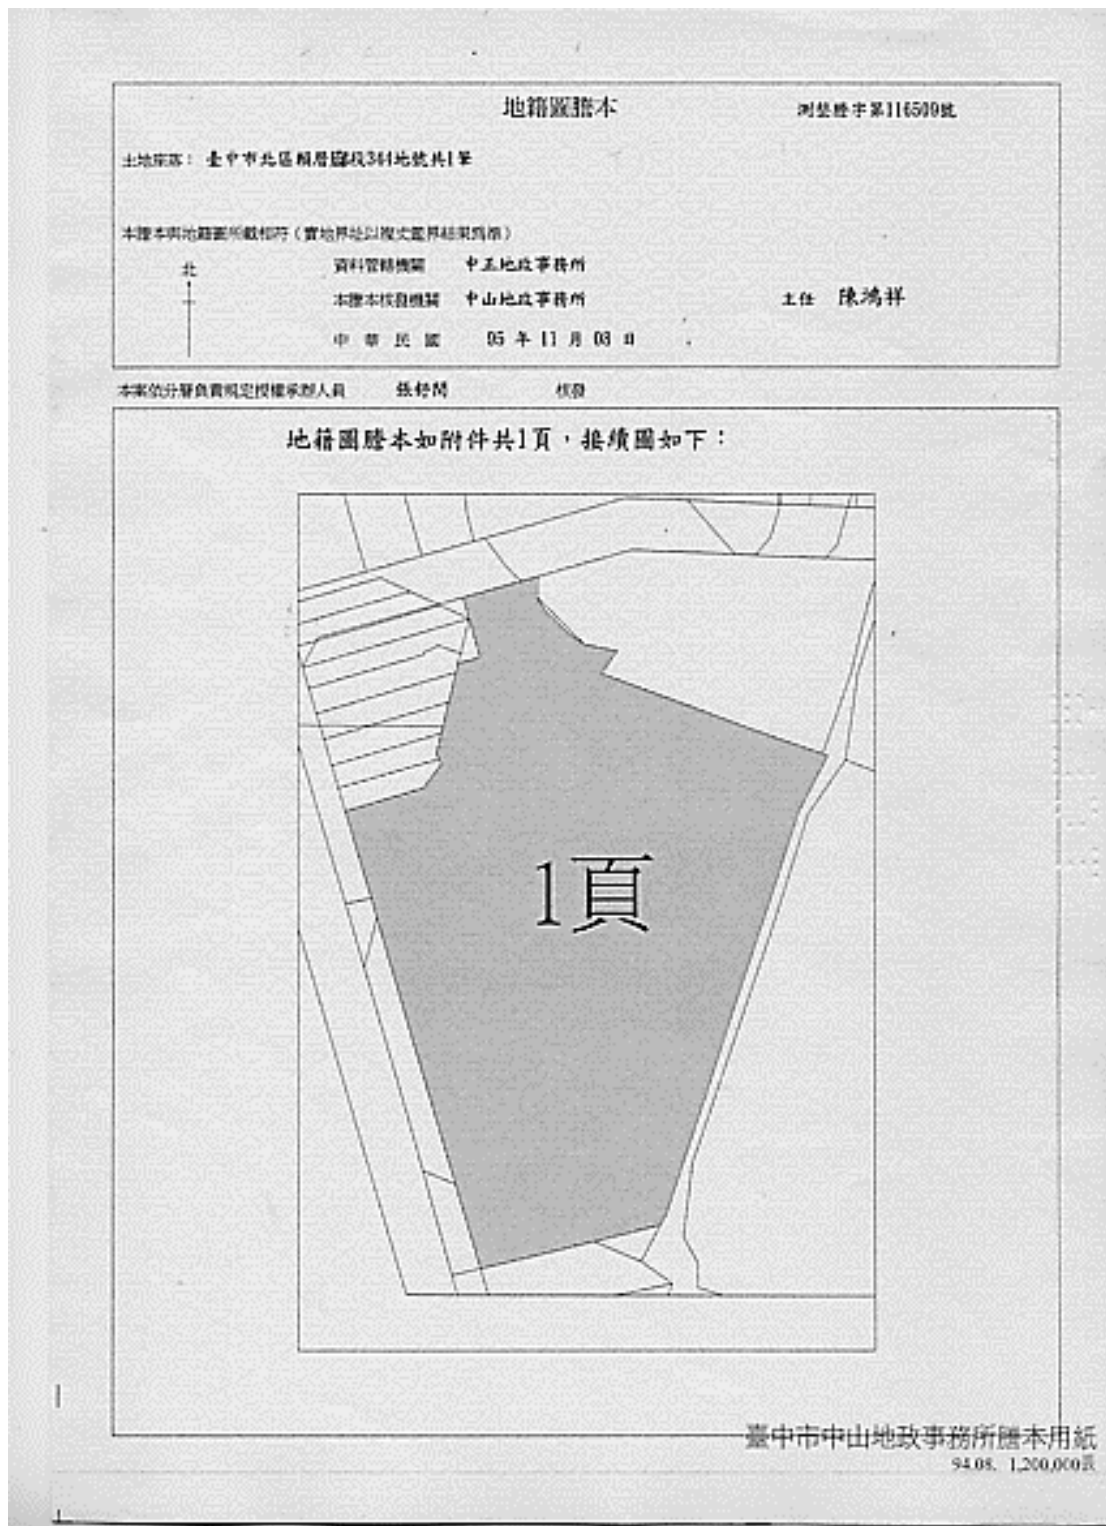 地籍圖謄本
測整謄字第116509號
土地座落：臺中市北區賴厝廍段344地號共1筆
本謄本與地籍圖所載相符（實地界址以複丈鑑界結果為準）
北
資料管轄機關 中正地政事務所
本謄本核發機關 中山地政事務所
主任 陳鴻祥
中華民國 95年11月08日
本案依分層負責規定授權承辦人員 核發
地籍圖謄本如附件共1頁，接續圖如下：
1頁
臺中市中山地政事務所謄本用紙
94.08. 1,200,000張